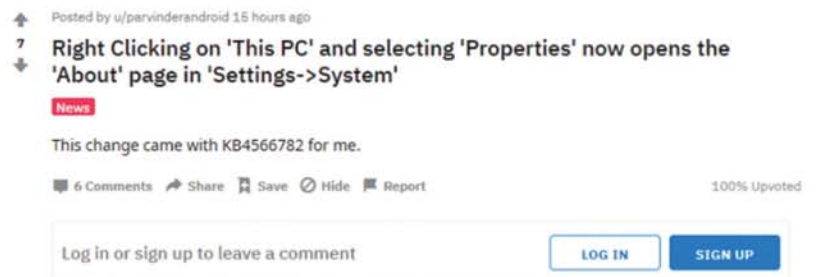 Posted by u/parvinderandroid 15 hours ago
7
Right Clicking on 'This PC' and selecting 'Properties' now opens the
'About' page in 'Settings->System'
News
This change came with KB4566782 for me.
6 Comments Share Save Hide Report 100% Upvoted
Log in or sign up to leave a comment LOG IN SIGN UP